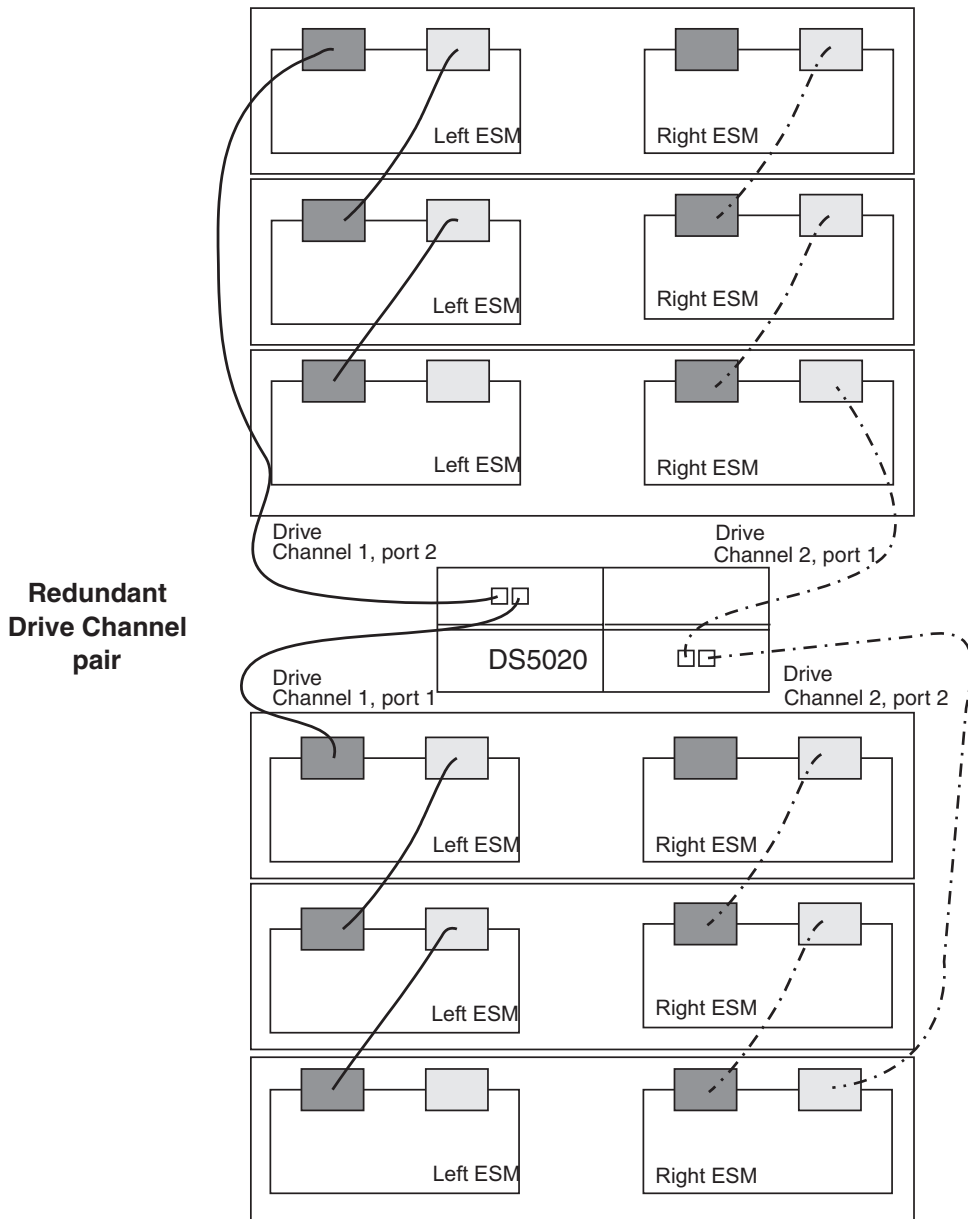 Left ESM
Right ESM
Left ESM
Right ESM
Left ESM
Right ESM
Drive
Channel 1, port 2
Drive
Channel 2, port 1
Redundant
Drive Channel
pair
DS5020
Drive
Channel 1, port 1
Drive
Channel 2, port 2
Left ESM
Right ESM
Left ESM
Right ESM
Left ESM
Right ESM